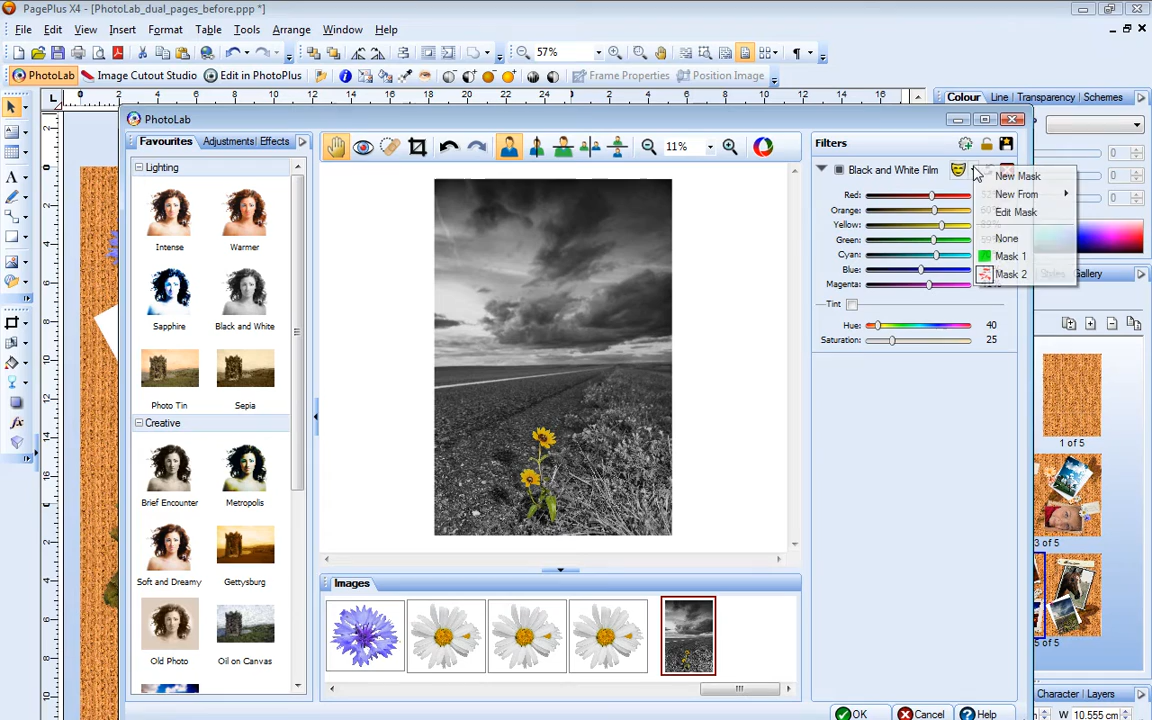 PagePlus X4 - [PhotoLab_dual_pages_before.ppp *]
File Edit View Insert Format Table Tools Arrange Window Help
57%
PhotoLab Image Cutout Studio Edit in PhotoPlus Frame Properties Position Image
Colour Line Transparency Schemes
PhotoLab
Favourites Adjustments Effects
11%
Filters
Lighting
Intense Warmer
Sapphire Black and White
Photo Tin Sepia
Creative
Brief Encounter Metropolis
Soft and Dreamy Gettysburg
Old Photo Oil on Canvas
Black and White Film
Red:
Orange:
Yellow:
Green:
Cyan:
Blue:
Magenta:
Tint
Hue: 40
Saturation: 25
New Mask
New From
Edit Mask
None
Mask 1
Mask 2
Gallery
1 of 5
3 of 5
5 of 5
Images
OK Cancel Help
Character Layers
W 10.555 cm